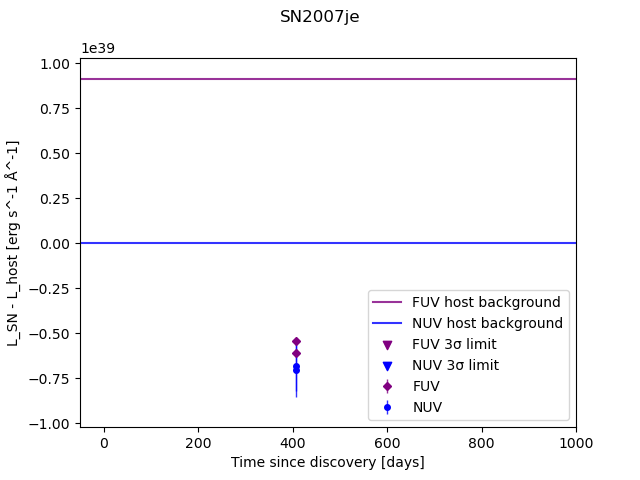 SN2007je
1e39
1.00
0.75
0.50
0.25
0.00
−0.25
−0.50
−0.75
−1.00
L_SN - L_host [erg s^-1 Å^-1]
FUV host background
NUV host background
FUV 3σ limit
NUV 3σ limit
FUV
NUV
0 200 400 600 800 1000
Time since discovery [days]